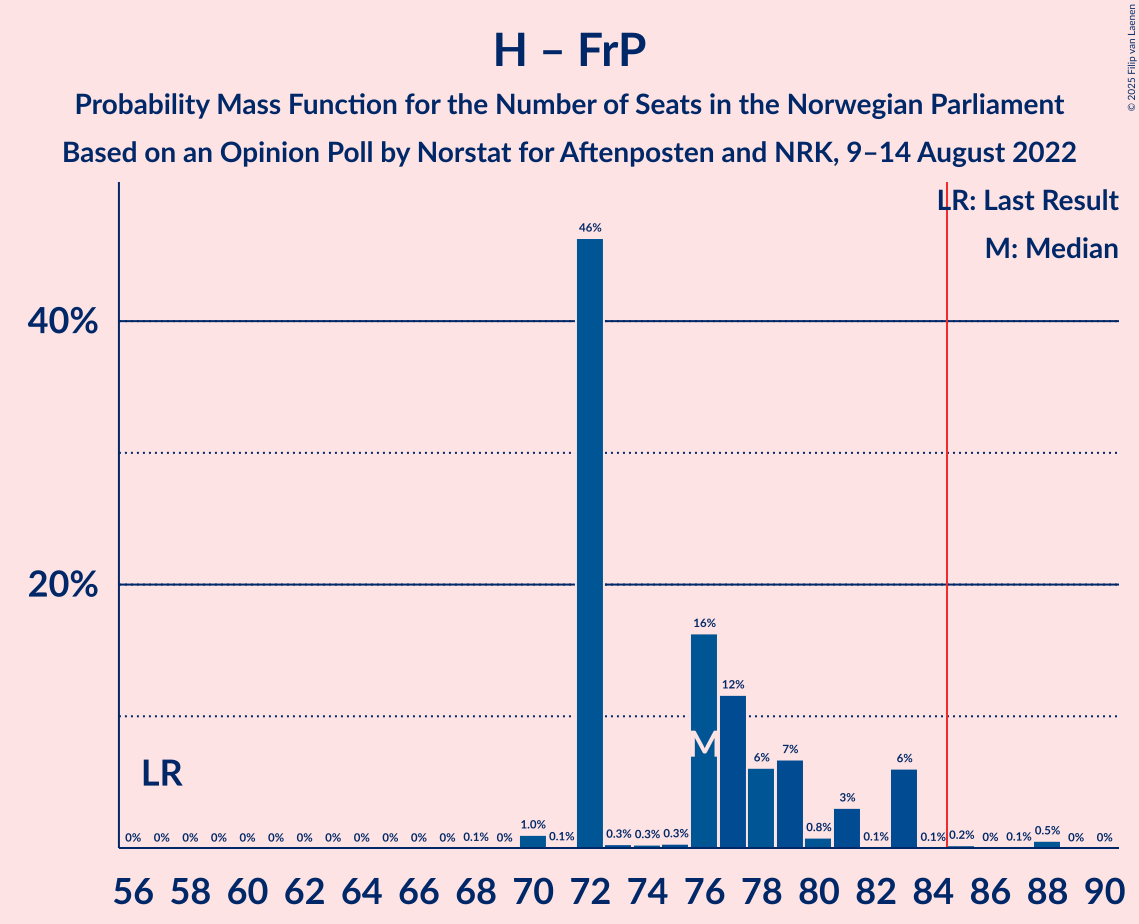 H – FrP
Probability Mass Function for the Number of Seats in the Norwegian Parliament
Based on an Opinion Poll by Norstat for Aftenposten and NRK, 9–14 August 2022
© 2025 Filip van Laenen
LR: Last Result
M: Median
40%
20%
LR
M
0% 0% 0% 0% 0% 0% 0% 0% 0% 0% 0% 0% 0.1% 0% 1.0% 0.1% 46% 0.3% 0.3% 0.3% 16% 12% 6% 7% 0.8% 3% 0.1% 6% 0.1% 0.2% 0% 0.1% 0.5% 0% 0%
56 58 60 62 64 66 68 70 72 74 76 78 80 82 84 86 88 90